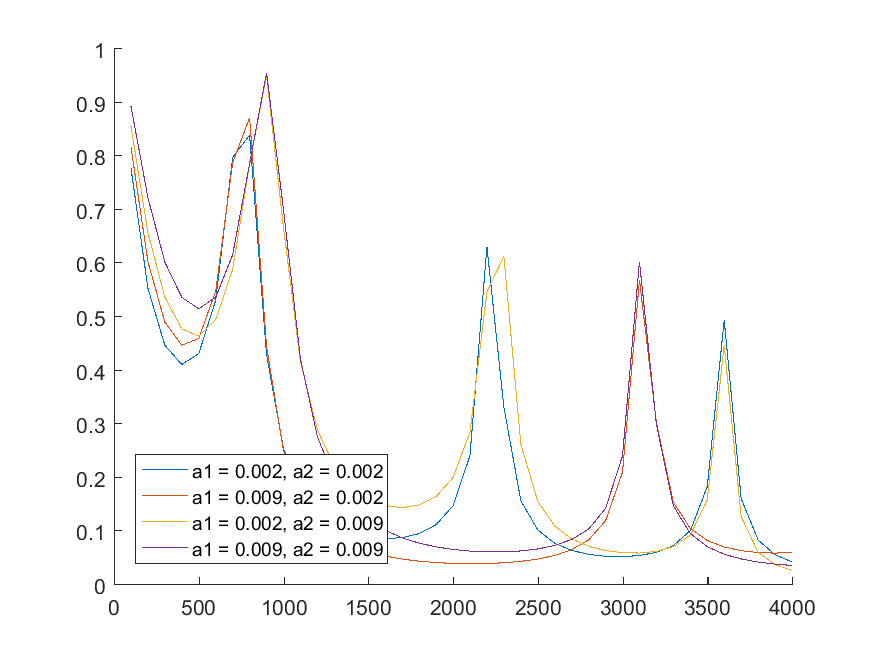 1
0.9
0.8
0.7
0.6
0.5
0.4
0.3
0.2
0.1
0
a1 = 0.002, a2 = 0.002
a1 = 0.009, a2 = 0.002
a1 = 0.002, a2 = 0.009
a1 = 0.009, a2 = 0.009
0 500 1000 1500 2000 2500 3000 3500 4000